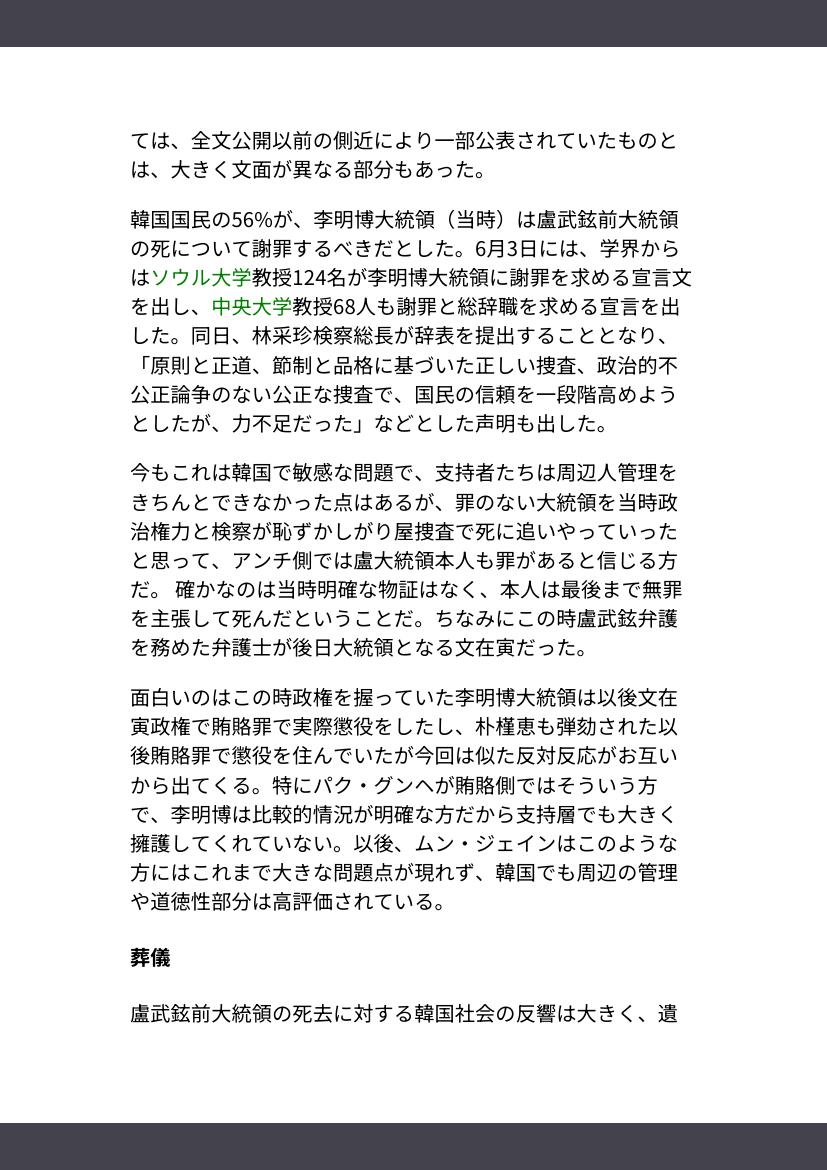 ては、全文公開以前の側近により一部公表されていたものと
は、大きく文面が異なる部分もあった。
韓国国民の56%が、李明博大統領（当時）は盧武鉉前大統領
の死について謝罪するべきだとした。6月3日には、学界から
はソウル大学教授124名が李明博大統領に謝罪を求める宣言文
を出し、中央大学教授68人も謝罪と総辞職を求める宣言を出
した。同日、林采珍検察総長が辞表を提出することとなり、
「原則と正道、節制と品格に基づいた正しい捜査、政治的不
公正論争のない公正な捜査で、国民の信頼を一段階高めよう
としたが、力不足だった」などとした声明も出した。
今もこれは韓国で敏感な問題で、支持者たちは周辺人管理を
きちんとできなかった点はあるが、罪のない大統領を当時政
治権力と検察が恥ずかしがり屋捜査で死に追いやっていった
と思って、アンチ側では盧大統領本人も罪があると信じる方
だ。 確かなのは当時明確な物証はなく、本人は最後まで無罪
を主張して死んだということだ。ちなみにこの時盧武鉉弁護
を務めた弁護士が後日大統領となる文在寅だった。
面白いのはこの時政権を握っていた李明博大統領は以後文在
寅政権で賄賂罪で実際懲役をしたし、朴槿恵も弾劾された以
後賄賂罪で懲役を住んでいたが今回は似た反対反応がお互い
から出てくる。特にパク・グンヘが賄賂側ではそういう方
で、李明博は比較的情況が明確な方だから支持層でも大きく
擁護してくれていない。以後、ムン・ジェインはこのような
方にはこれまで大きな問題点が現れず、韓国でも周辺の管理
や道徳性部分は高評価されている。
葬儀
盧武鉉前大統領の死去に対する韓国社会の反響は大きく、遺